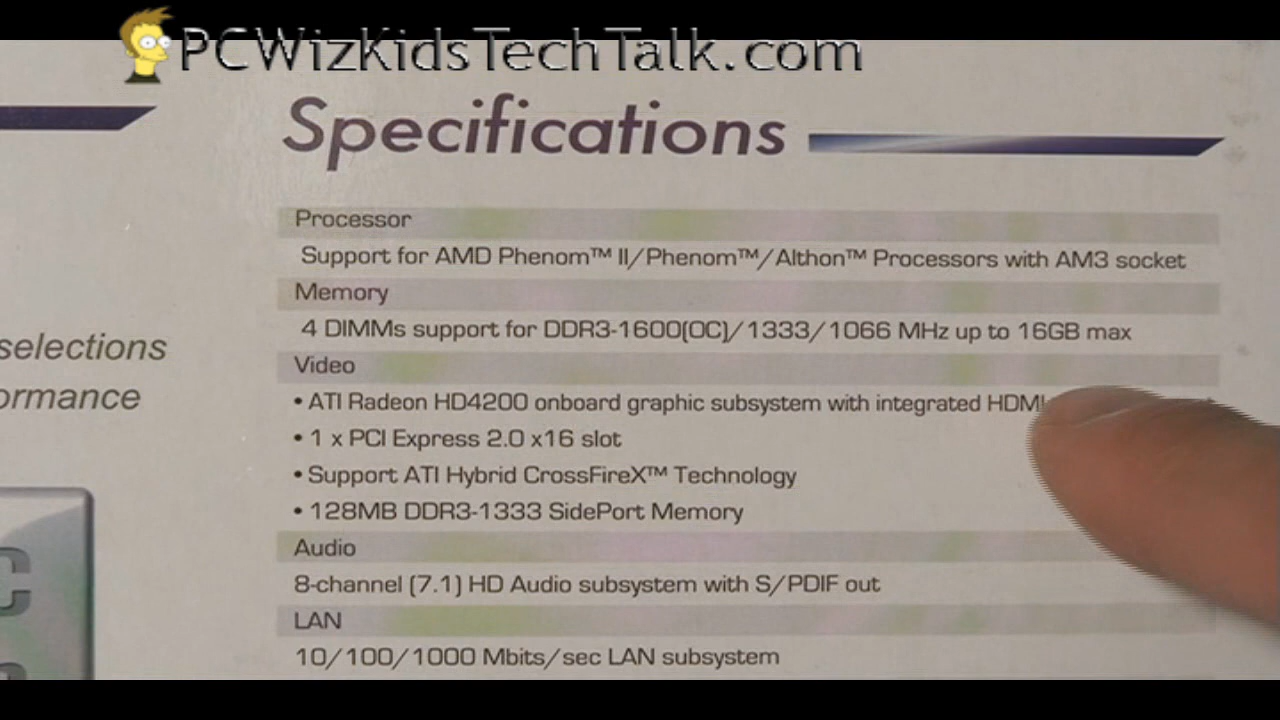 PCWizKidsTechTalk.com
Specifications
Processor
Support for AMD Phenom™ II/Phenom™/Althon™ Processors with AM3 socket
Memory
4 DIMMs support for DDR3-1600(OC)/1333/1066 MHz up to 16GB max
selections
Video
ormance
• ATI Radeon HD4200 onboard graphic subsystem with integrated HDMI
• 1 x PCI Express 2.0 x16 slot
• Support ATI Hybrid CrossFireX™ Technology
• 128MB DDR3-1333 SidePort Memory
Audio
8-channel (7.1) HD Audio subsystem with S/PDIF out
LAN
10/100/1000 Mbits/sec LAN subsystem